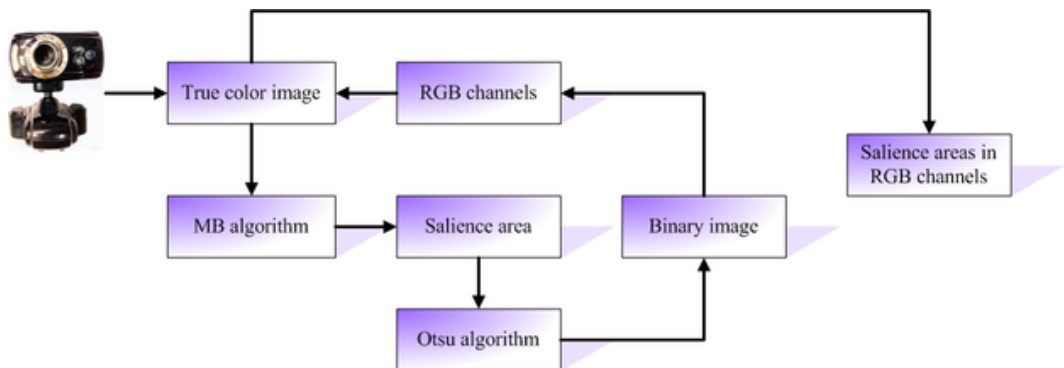 True color image
RGB channels
Salience areas in
RGB channels
MB algorithm
Salience area
Binary image
Otsu algorithm